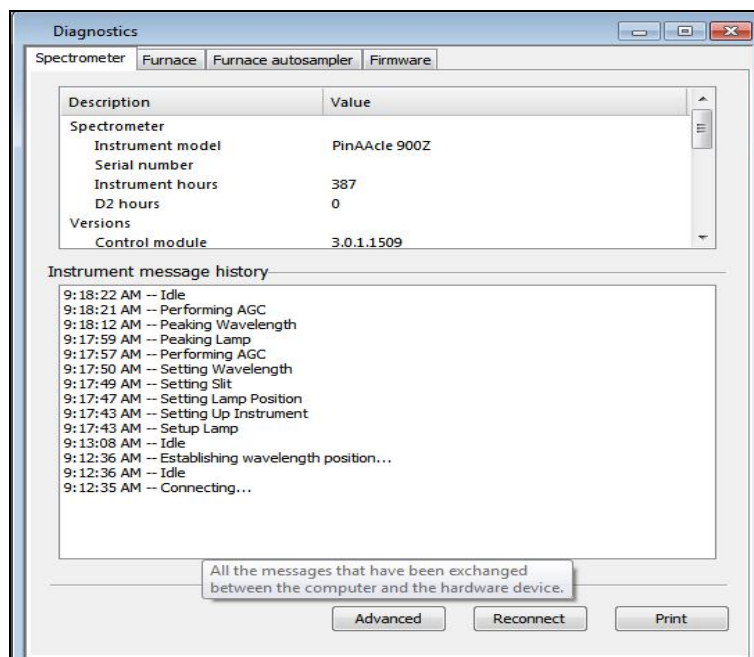 Diagnostics
Spectrometer Furnace Furnace autosampler Firmware
Description Value
Spectrometer
Instrument model PinAAcle 900Z
Serial number
Instrument hours 387
D2 hours 0
Versions
Control module 3.0.1.1509
Instrument message history
9:18:22 AM -- Idle
9:18:21 AM -- Performing AGC
9:18:12 AM -- Peaking Wavelength
9:17:59 AM -- Peaking Lamp
9:17:57 AM -- Performing AGC
9:17:50 AM -- Setting Wavelength
9:17:49 AM -- Setting Slit
9:17:47 AM -- Setting Lamp Position
9:17:43 AM -- Setting Up Instrument
9:17:43 AM -- Setup Lamp
9:13:08 AM -- Idle
9:12:36 AM -- Establishing wavelength position...
9:12:36 AM -- Idle
9:12:35 AM -- Connecting...
All the messages that have been exchanged
between the computer and the hardware device.
Advanced Reconnect Print